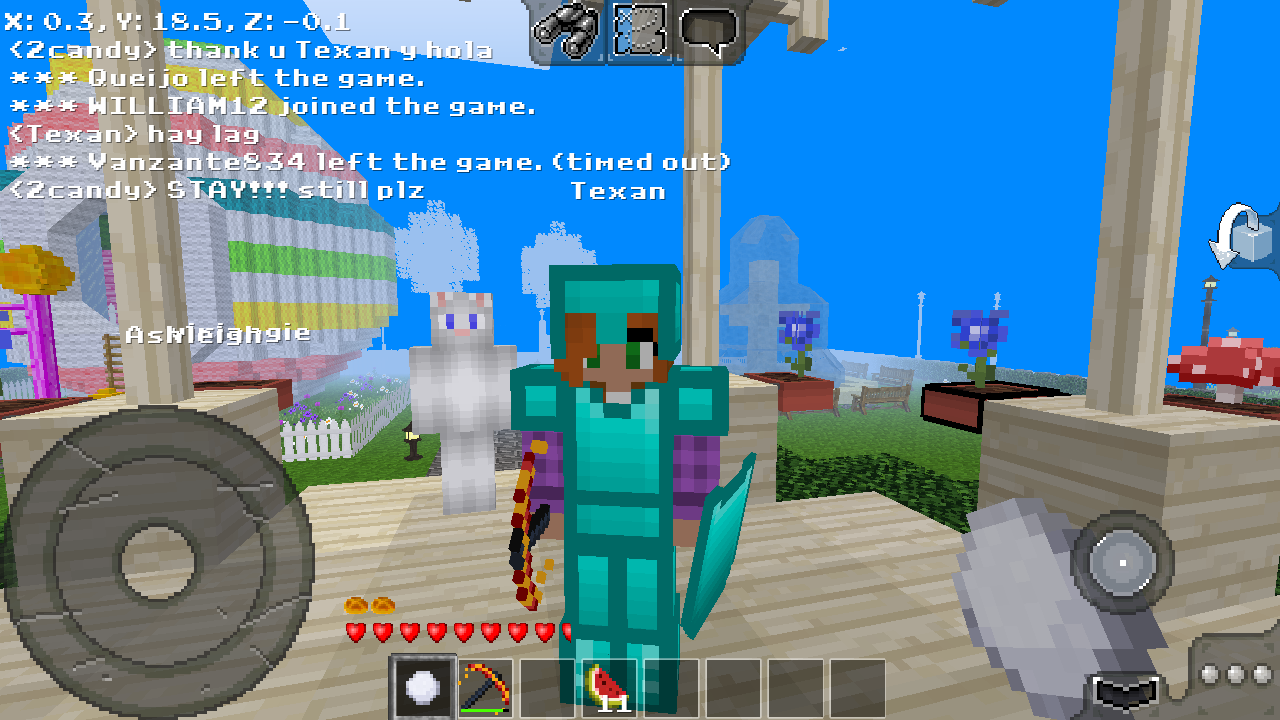 X: 0.3, Y: 18.5, Z: -0.1
<2candy> thank u Texan y hola
*** Queijo left the game.
*** WILLIAM12 joined the game.
<Texan> hay lag
*** Vanzante834 left the game. (timed out)
<2candy> STAY!!! still plz
Texan
11